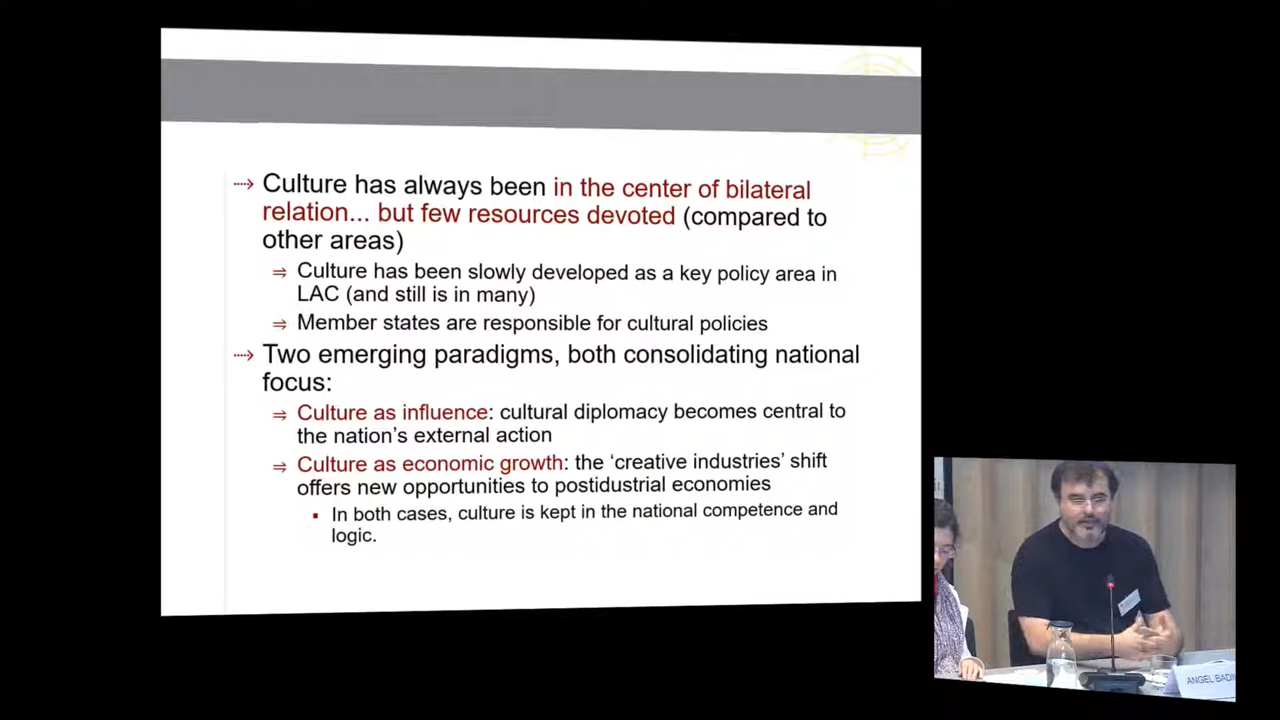 Culture has always been in the center of bilateral
relation... but few resources devoted (compared to
other areas)
Culture has been slowly developed as a key policy area in
LAC (and still is in many)
Member states are responsible for cultural policies
Two emerging paradigms, both consolidating national
focus:
Culture as influence: cultural diplomacy becomes central to
the nation’s external action
Culture as economic growth: the ‘creative industries’ shift
offers new opportunities to postidustrial economies
In both cases, culture is kept in the national competence and
logic.
ANGEL